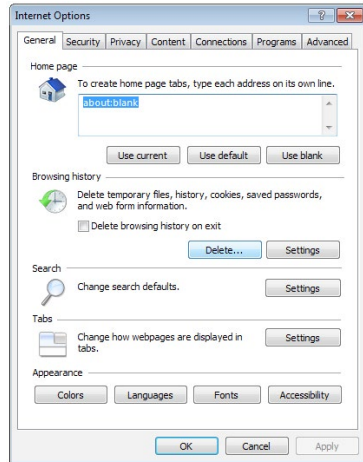 Internet Options
General Security Privacy Content Connections Programs Advanced
Home page
To create home page tabs, type each address on its own line.
about:blank
Use current Use default Use blank
Browsing history
Delete temporary files, history, cookies, saved passwords,
and web form information.
Delete browsing history on exit
Delete... Settings
Search
Change search defaults. Settings
Tabs
Change how webpages are displayed in
tabs.
Settings
Appearance
Colors Languages Fonts Accessibility
OK Cancel Apply